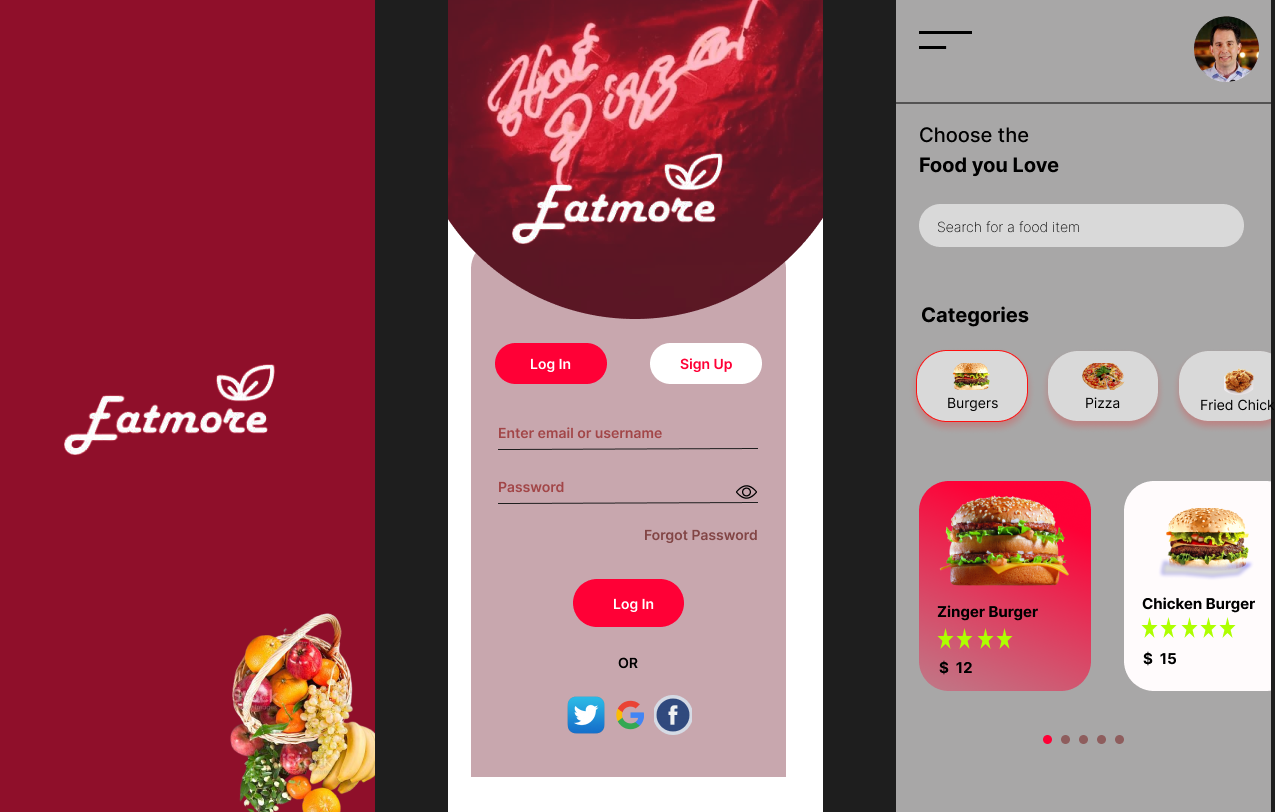 Eatmore
iStock
Hot
Eatmore
Log In
Sign Up
Enter email or username
Password
Forgot Password
Log In
OR
Choose the
Food you Love
Search for a food item
Categories
Burgers
Pizza
Fried Chick
Zinger Burger
$ 12
Chicken Burger
$ 15